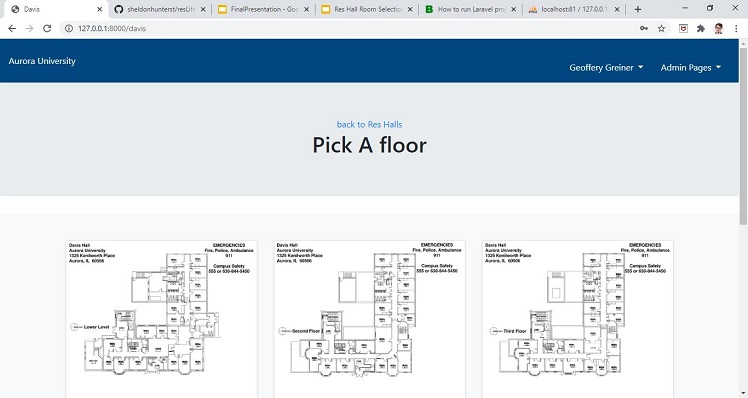 Davis
sheldonhunterst/resLife
FinalPresentation - Goo
Res Hall Room Selection
How to run Laravel proj
localhost:81 / 127.0.0.1
127.0.0.1:8000/davis
Aurora University
Geoffery Greiner
Admin Pages
back to Res Halls
Pick A floor
Davis Hall
Aurora University
1325 Kenilworth Place
Aurora, IL 60506
EMERGENCIES
Fire, Police, Ambulance
911
Campus Safety
555 or 630-844-5450
Lower Level
Davis Hall
Aurora University
1325 Kenilworth Place
Aurora, IL 60506
EMERGENCIES
Fire, Police, Ambulance
911
Campus Safety
555 or 630-844-5450
Second Floor
Davis Hall
Aurora University
1325 Kenilworth Place
Aurora, IL 60506
EMERGENCIES
Fire, Police, Ambulance
911
Campus Safety
555 or 630-844-5450
Third Floor